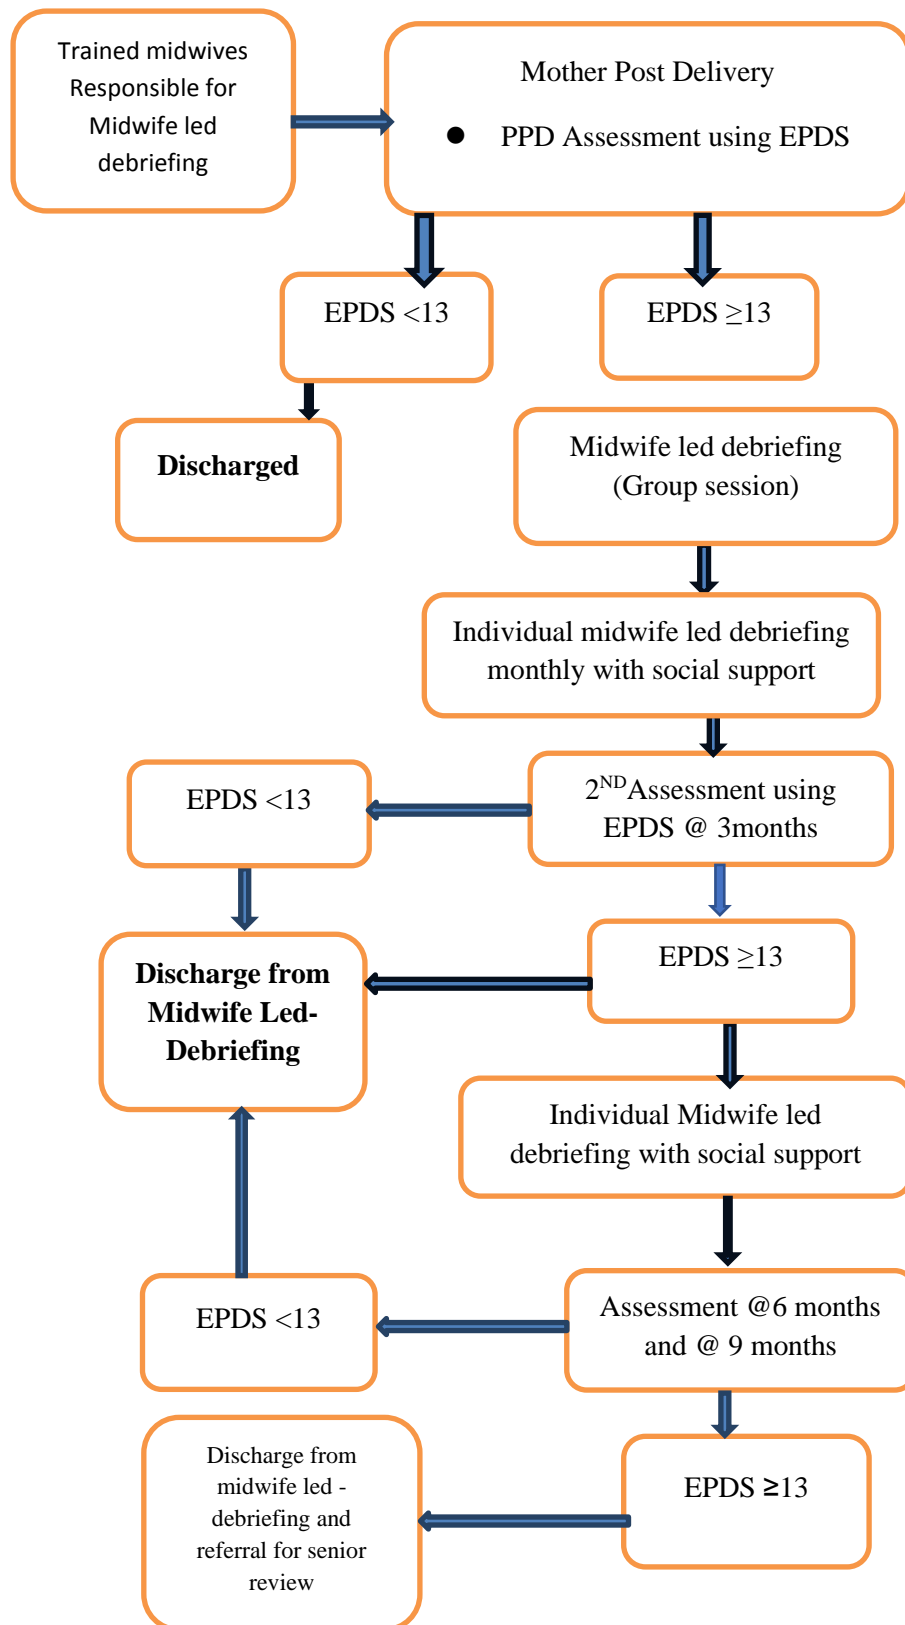 Trained midwives
Responsible for
Midwife led
debriefing
Mother Post Delivery
● PPD Assessment using EPDS
EPDS <13
EPDS ≥13
Discharged
Midwife led debriefing
(Group session)
Individual midwife led debriefing
monthly with social support
EPDS <13
2ND Assessment using
EPDS @ 3months
Discharge from
Midwife Led-
Debriefing
EPDS ≥13
Individual Midwife led
debriefing with social support
EPDS <13
Assessment @6 months
and @ 9 months
Discharge from
midwife led -
debriefing and
referral for senior
review
EPDS ≥13